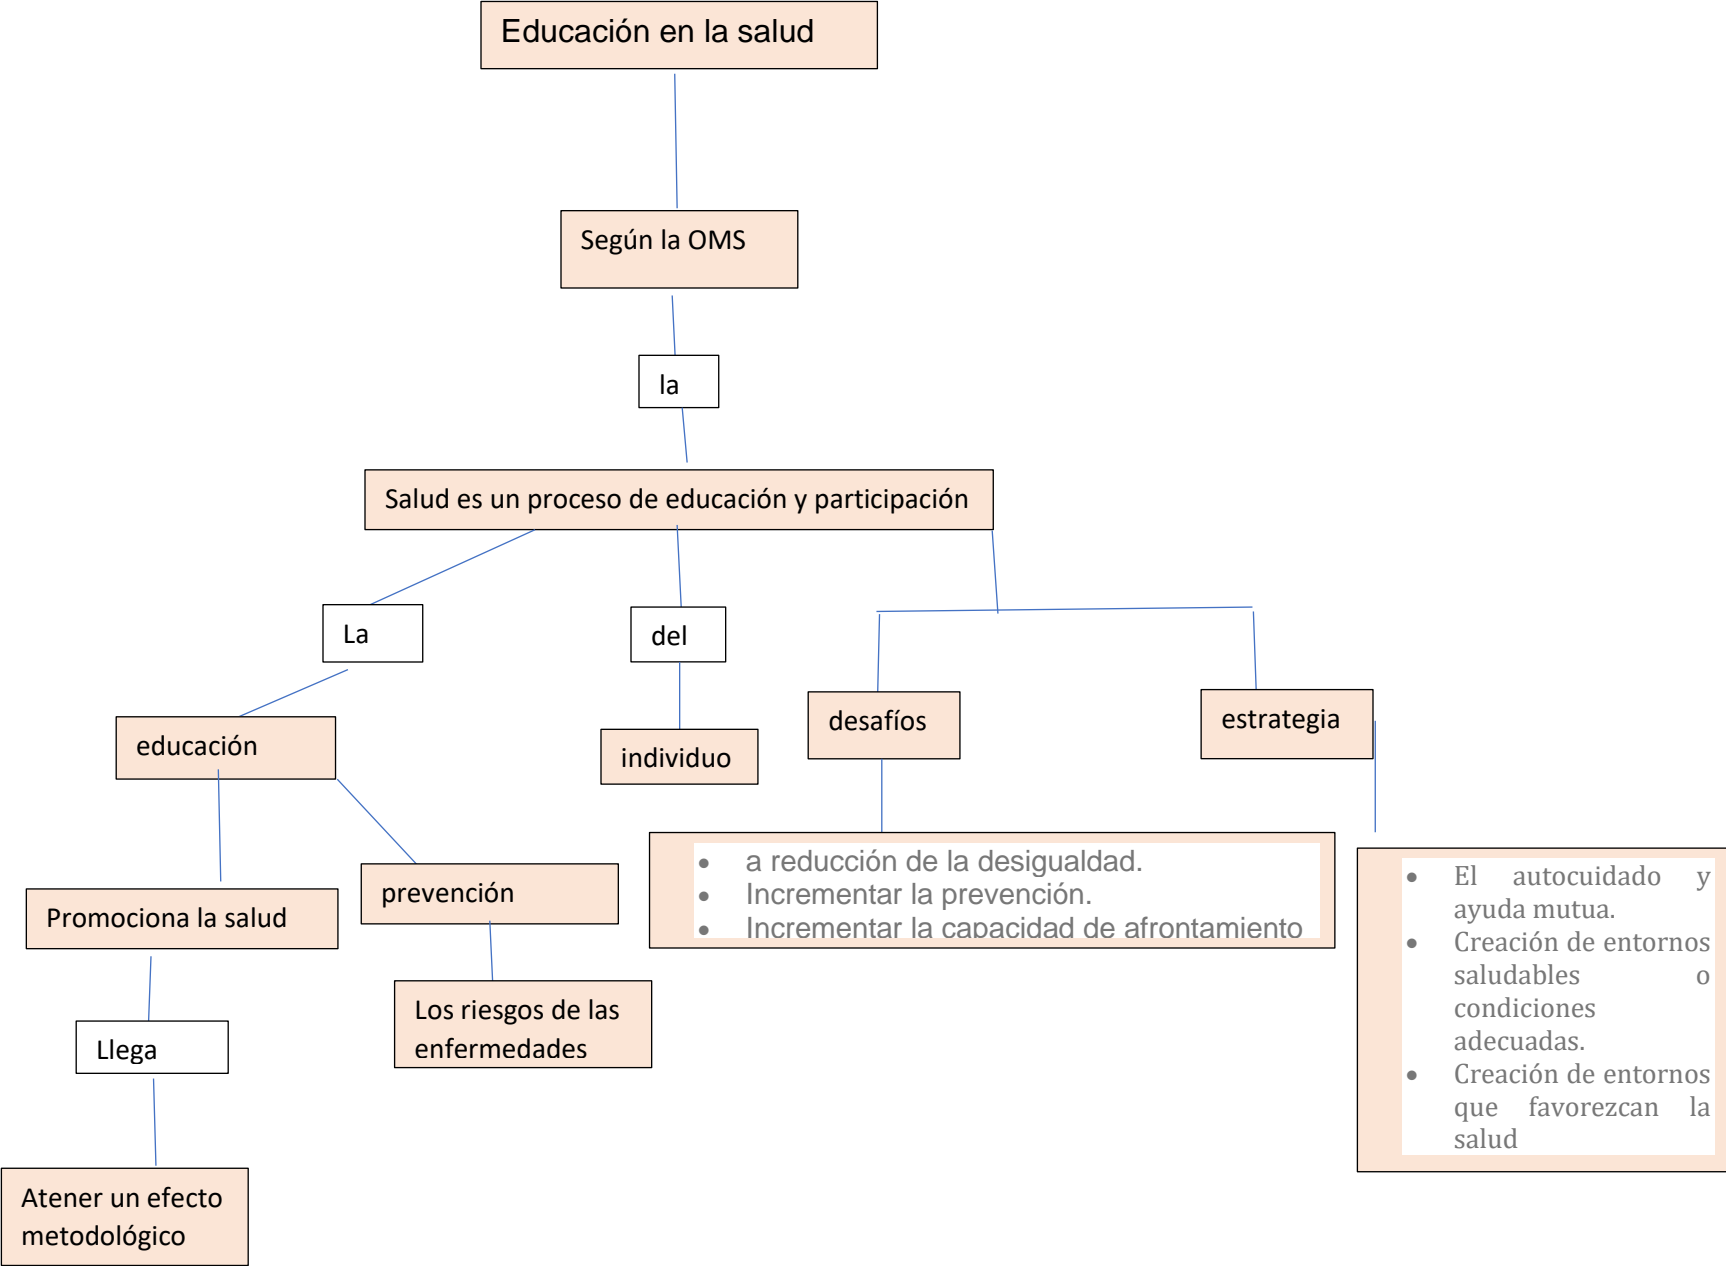 Educación en la salud
Según la OMS
la
Salud es un proceso de educación y participación
La
del
educación
individuo
desafíos
estrategia
Promociona la salud
prevención
• a reducción de la desigualdad.
• Incrementar la prevención.
• Incrementar la capacidad de afrontamiento
• El autocuidado y
ayuda mutua.
• Creación de entornos
saludables o
condiciones
adecuadas.
• Creación de entornos
que favorezcan la
salud
Llega
Los riesgos de las
enfermedades
Atener un efecto
metodológico